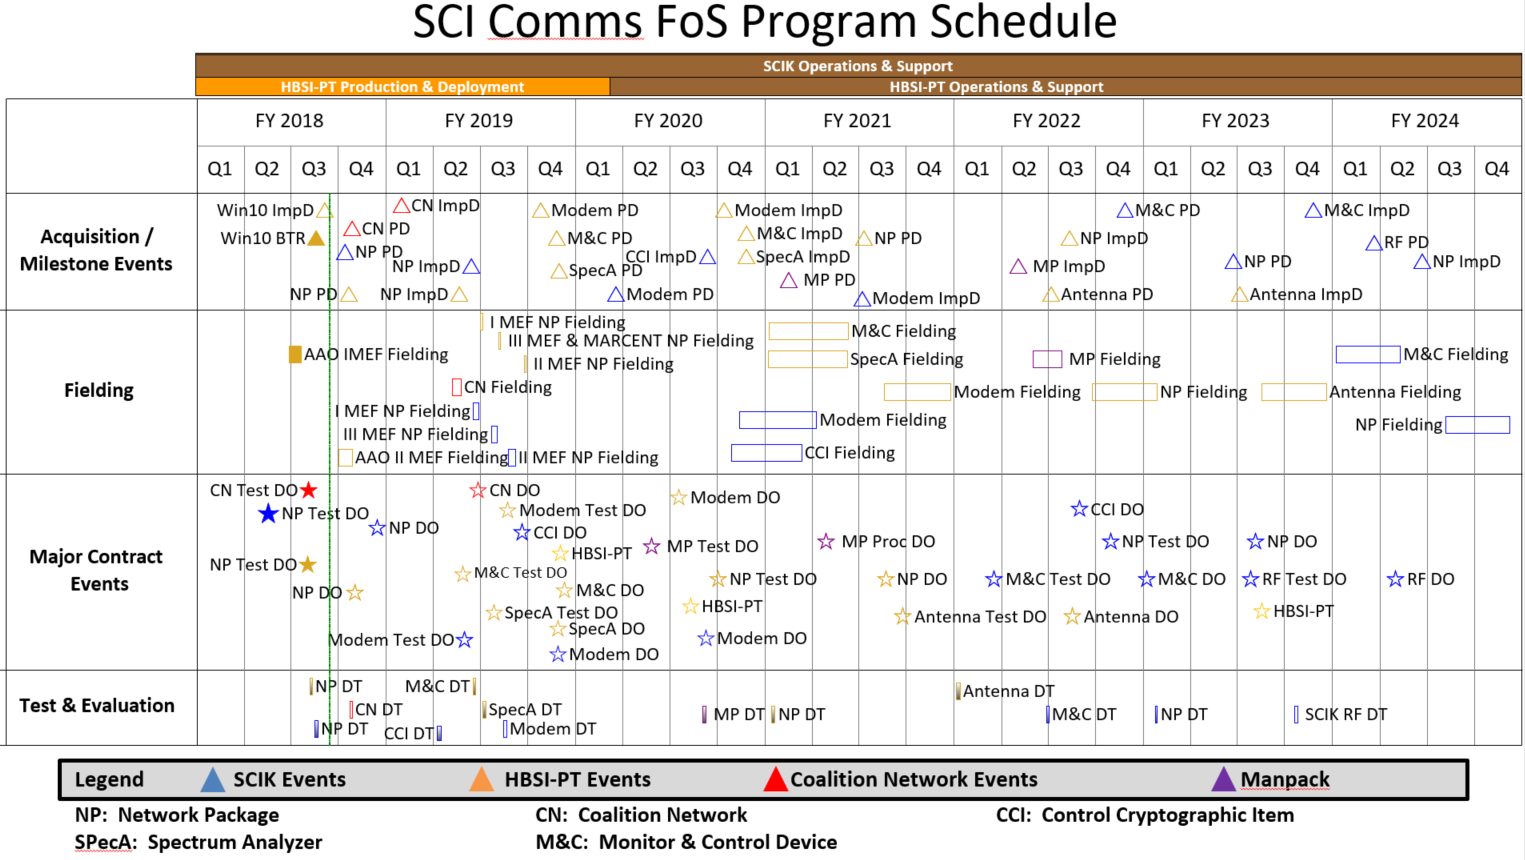 SCI Comms FoS Program Schedule
SCIK Operations & Support
HBSI-PT Production & Deployment
HBSI-PT Operations & Support
FY 2018
FY 2019
FY 2020
FY 2021
FY 2022
FY 2023
FY 2024
Q1 Q2 Q3 Q4 Q1 Q2 Q3 Q4 Q1 Q2 Q3 Q4 Q1 Q2 Q3 Q4 Q1 Q2 Q3 Q4 Q1 Q2 Q3 Q4 Q1 Q2 Q3 Q4
Acquisition /
Milestone Events
Win10 ImpD
CN ImpD
Modem PD
Modem ImpD
M&C PD
M&C ImpD
CN PD
Win10 BTR
M&C PD
M&C ImpD
NP PD
NP ImpD
RF PD
NP PD
NP ImpD
SpecA PD
CCI ImpD
SpecA ImpD
MP PD
MP ImpD
NP PD
NP ImpD
NP PD
NP ImpD
Modem PD
Modem ImpD
Antenna PD
Antenna ImpD
Fielding
I MEF NP Fielding
III MEF & MARCENT NP Fielding
M&C Fielding
AAO IMEF Fielding
II MEF NP Fielding
SpecA Fielding
MP Fielding
M&C Fielding
CN Fielding
Modem Fielding
NP Fielding
Antenna Fielding
I MEF NP Fielding
Modem Fielding
NP Fielding
III MEF NP Fielding
AAO II MEF Fielding
II MEF NP Fielding
CCI Fielding
Major Contract
Events
CN Test DO
CN DO
Modem DO
NP Test DO
Modem Test DO
CCI DO
NP DO
CCI DO
HBSI-PT
MP Test DO
MP Proc DO
NP Test DO
NP DO
NP Test DO
M&C Test DO
NP Test DO
NP DO
M&C Test DO
M&C DO
RF Test DO
RF DO
NP DO
M&C DO
HBSI-PT
HBSI-PT
SpecA Test DO
Antenna Test DO
Antenna DO
SpecA DO
Modem Test DO
Modem DO
Modem DO
Test & Evaluation
NP DT
M&C DT
Antenna DT
CN DT
SpecA DT
MP DT
NP DT
M&C DT
NP DT
SCIK RF DT
NP DT
CCI DT
Modem DT
Legend
SCIK Events
HBSI-PT Events
Coalition Network Events
Manpack
NP: Network Package
CN: Coalition Network
CCI: Control Cryptographic Item
SPecA: Spectrum Analyzer
M&C: Monitor & Control Device